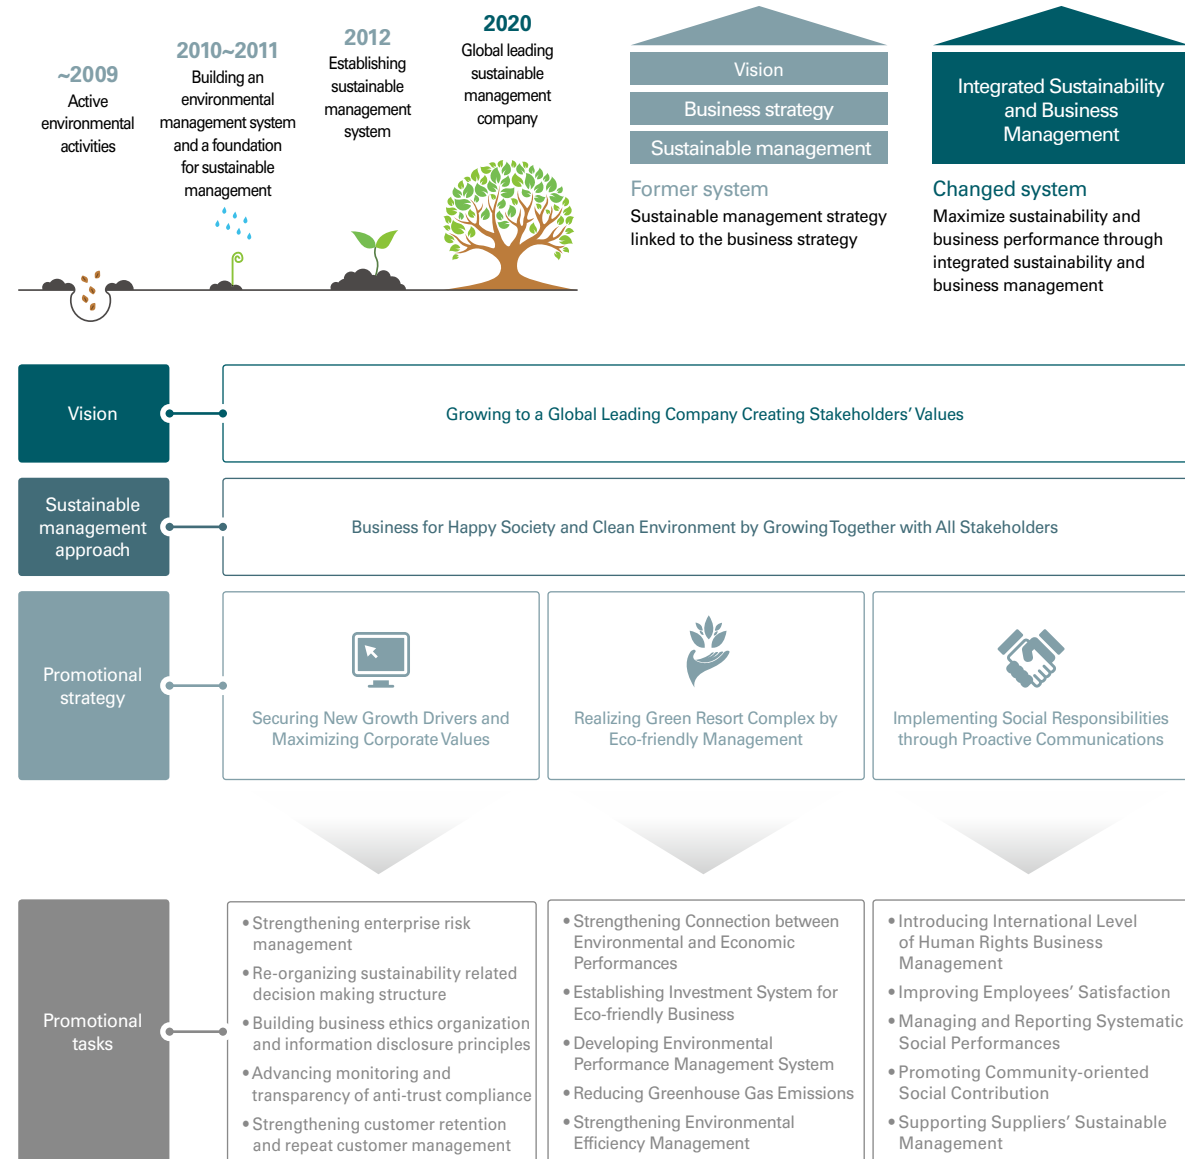 ~2009
Active
environmental
activities
2010~2011
Building an
environmental
management system
and a foundation
for sustainable
management
2012
Establishing
sustainable
management
system
2020
Global leading
sustainable
management
company
Vision
Business strategy
Sustainable management
Former system
Sustainable management strategy
linked to the business strategy
Integrated Sustainability
and Business
Management
Changed system
Maximize sustainability and
business performance through
integrated sustainability and
business management
Vision
Growing to a Global Leading Company Creating Stakeholders' Values
Sustainable
management
approach
Business for Happy Society and Clean Environment by Growing Together with All Stakeholders
Promotional
strategy
Securing New Growth Drivers and
Maximizing Corporate Values
Realizing Green Resort Complex by
Eco-friendly Management
Implementing Social Responsibilities
through Proactive Communications
Promotional
tasks
• Strengthening enterprise risk
management
• Re-organizing sustainability related
decision making structure
• Building business ethics organization
and information disclosure principles
• Advancing monitoring and
transparency of anti-trust compliance
• Strengthening customer retention
and repeat customer management
• Strengthening Connection between
Environmental and Economic
Performances
• Establishing Investment System for
Eco-friendly Business
• Developing Environmental
Performance Management System
• Reducing Greenhouse Gas Emissions
• Strengthening Environmental
Efficiency Management
• Introducing International Level
of Human Rights Business
Management
• Improving Employees' Satisfaction
• Managing and Reporting Systematic
Social Performances
• Promoting Community-oriented
Social Contribution
• Supporting Suppliers' Sustainable
Management